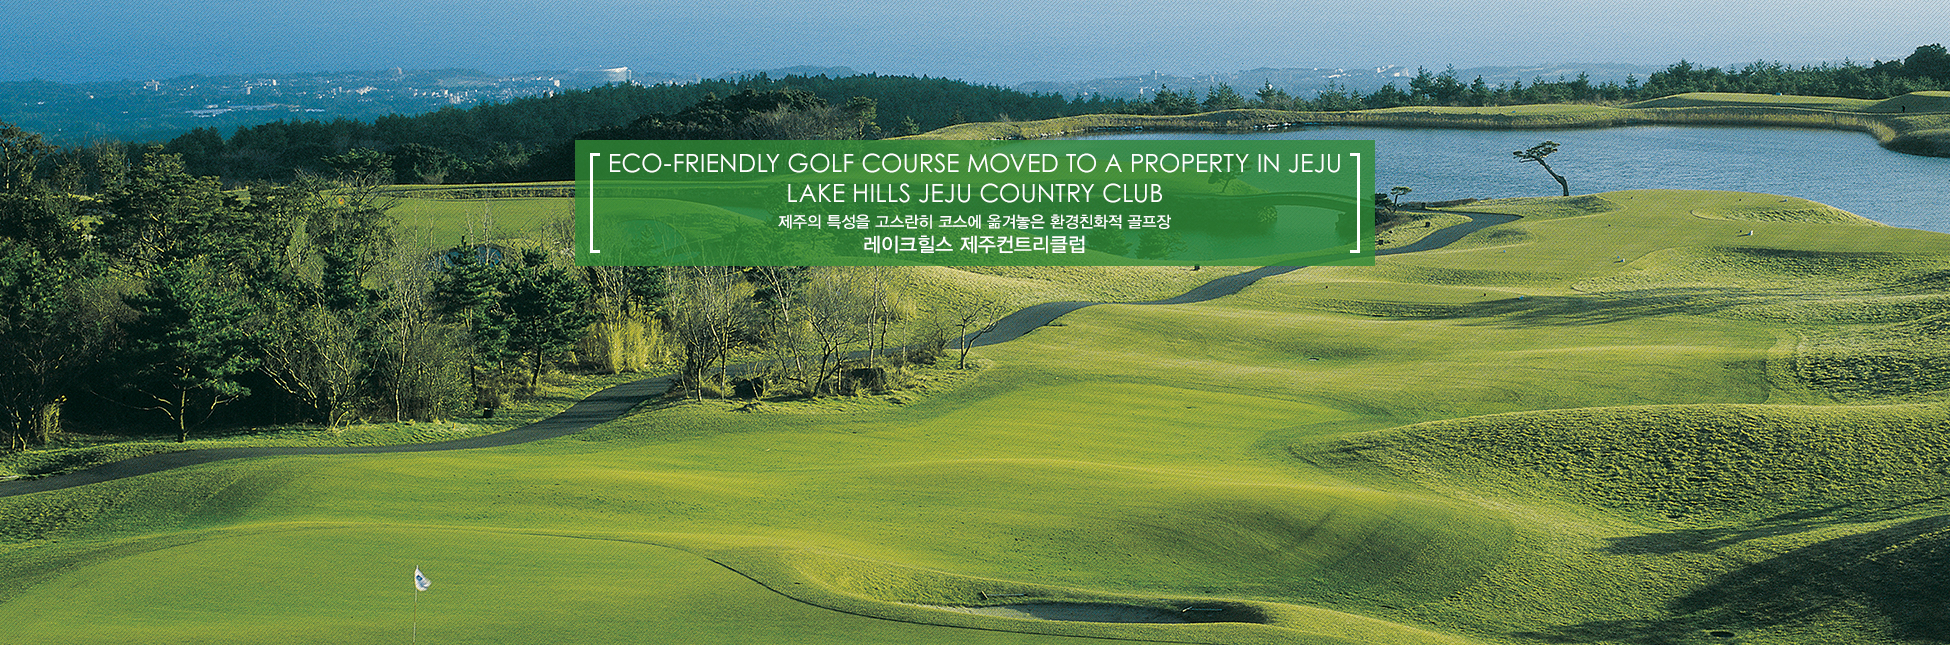 ECO-FRIENDLY GOLF COURSE MOVED TO A PROPERTY IN JEJU
LAKE HILLS JEJU COUNTRY CLUB
제주의 특성을 고스란히 코스에 옮겨놓은 환경친화적 골프장
레이크힐스 제주컨트리클럽